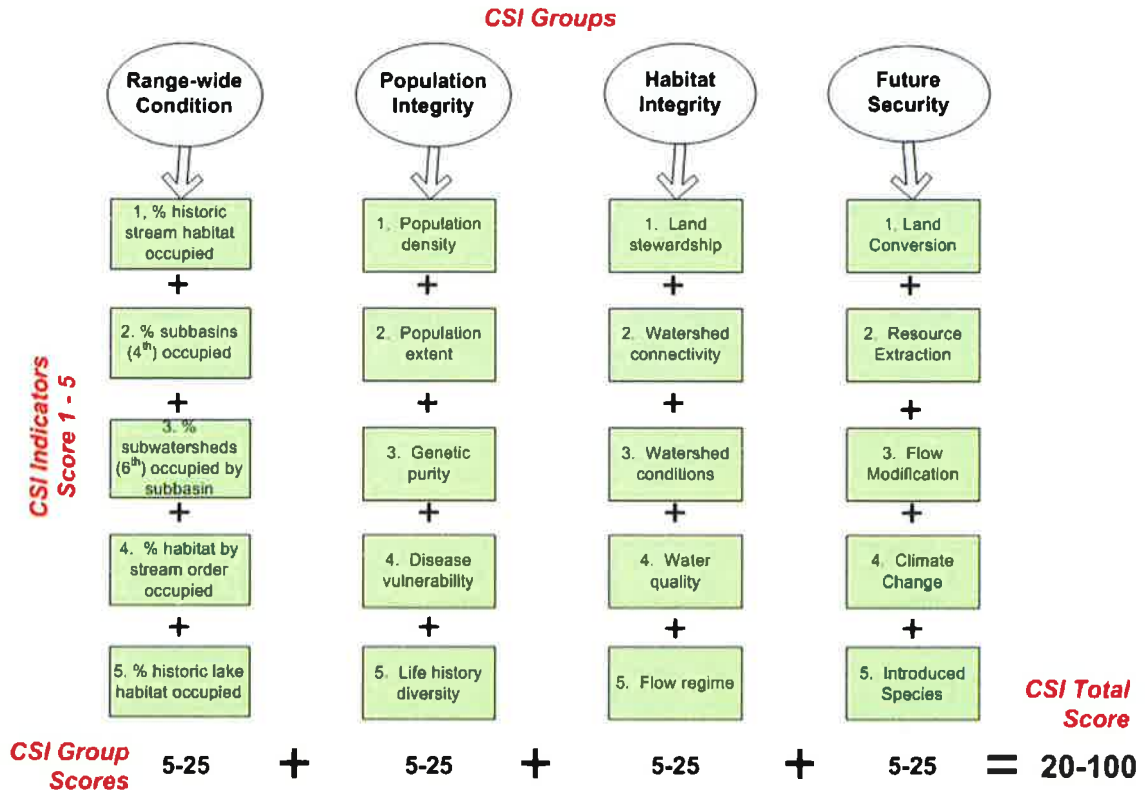 CSI Groups
Range-wide
Condition
Population
Integrity
Habitat
Integrity
Future
Security
1, % historic
stream habitat
occupied
1. Population
density
1. Land
stewardship
1. Land
Conversion
+ + + +
2. % subbasins
(4th) occupied
2. Population
extent
2. Watershed
connectivity
2. Resource
Extraction
+ + + +
CSI Indicators
Score 1 - 5
3. %
subwatersheds
(6th) occupied by
subbasin
3. Genetic
purity
3. Watershed
conditions
3. Flow
Modification
+ + + +
4. % habitat by
stream order
occupied
4. Disease
vulnerability
4. Water
quality
4. Climate
Change
+ + + +
5. % historic lake
habitat occupied
5. Life history
diversity
5. Flow regime
5. Introduced
Species
CSI Total
Score
CSI Group
Scores
5-25 + 5-25 + 5-25 + 5-25 = 20-100